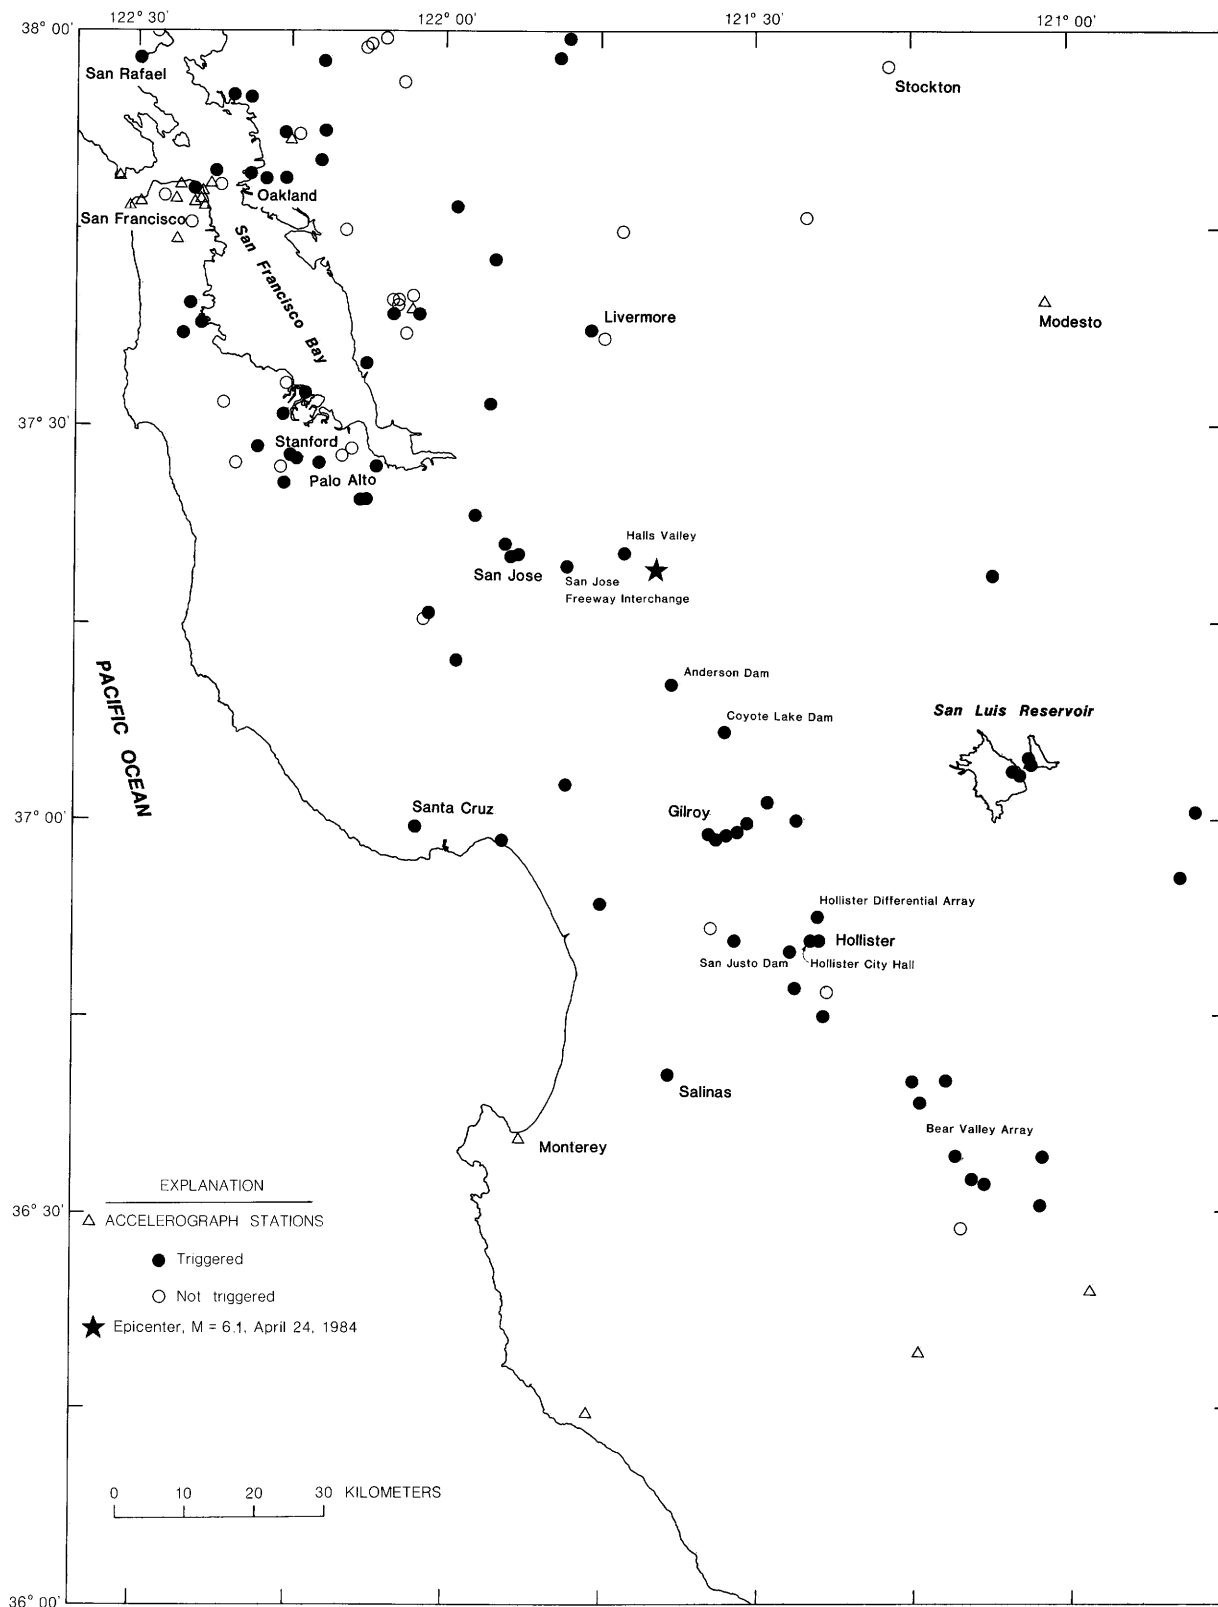 122° 30'
122° 00'
121° 30'
121° 00'
38° 00'
San Rafael
Stockton
Oakland
San Francisco
San Francisco Bay
Livermore
Modesto
37° 30'
Stanford
Palo Alto
Halls Valley
San Jose
San Jose
Freeway Interchange
PACIFIC OCEAN
Anderson Dam
Coyote Lake Dam
San Luis Reservoir
37° 00'
Santa Cruz
Gilroy
Hollister Differential Array
Hollister
San Justo Dam
Hollister City Hall
Salinas
Bear Valley Array
Monterey
EXPLANATION
36° 30'
ACCELEROGRAPH STATIONS
Triggered
Not triggered
Epicenter, M = 6.1, April 24, 1984
0 10 20 30 KILOMETERS
36° 00'